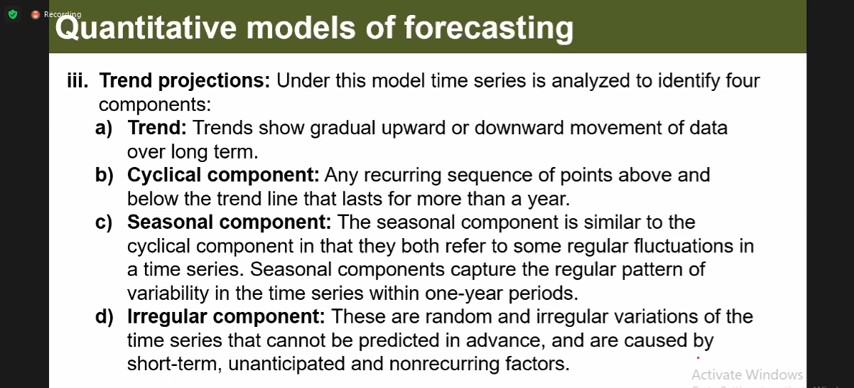 Recording
Quantitative models of forecasting
iii. Trend projections: Under this model time series is analyzed to identify four
components:
a) Trend: Trends show gradual upward or downward movement of data
over long term.
b) Cyclical component: Any recurring sequence of points above and
below the trend line that lasts for more than a year.
c) Seasonal component: The seasonal component is similar to the
cyclical component in that they both refer to some regular fluctuations in
a time series. Seasonal components capture the regular pattern of
variability in the time series within one-year periods.
d) Irregular component: These are random and irregular variations of the
time series that cannot be predicted in advance, and are caused by
short-term, unanticipated and nonrecurring factors.
Activate Windows